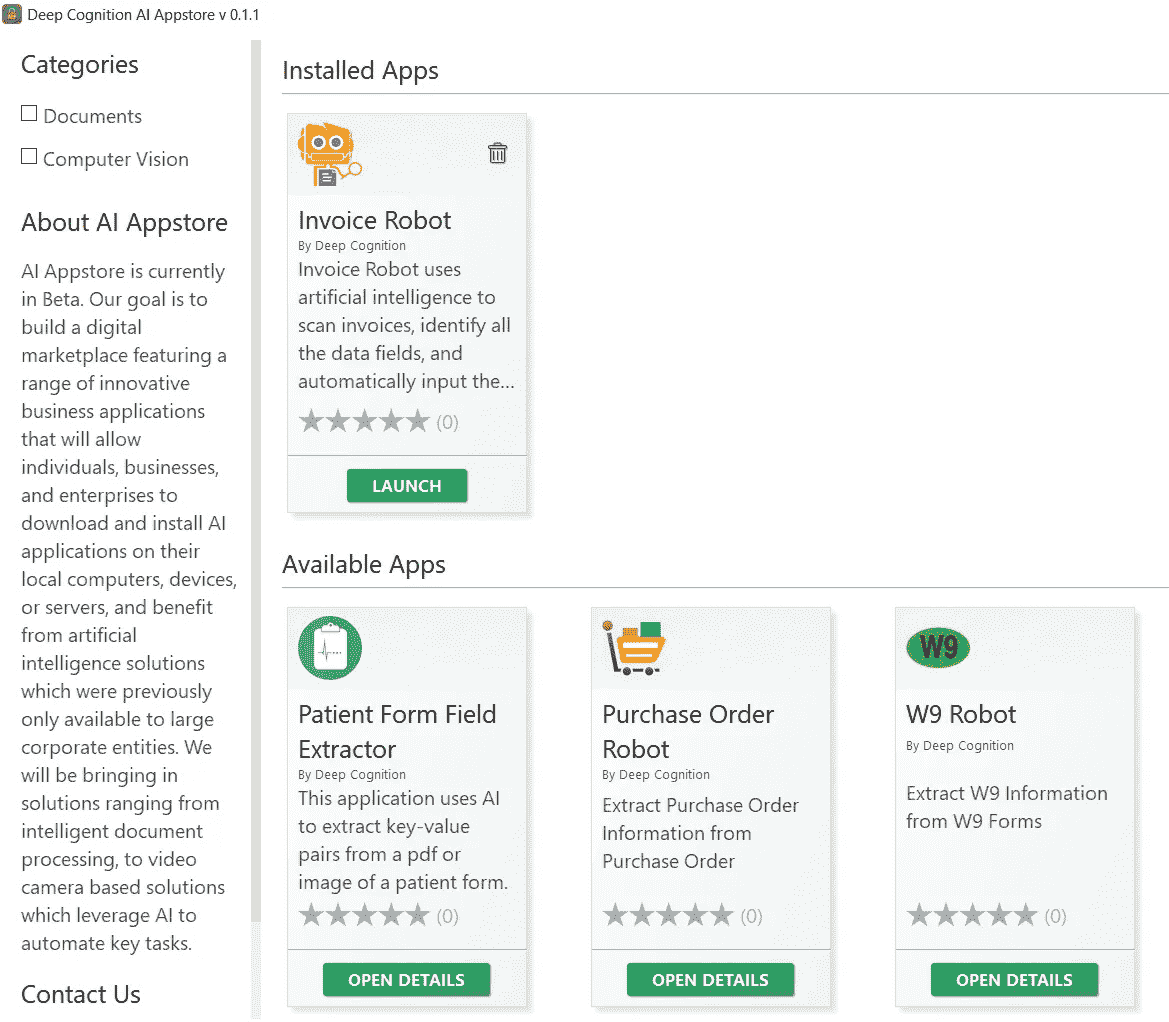 Deep Cognition AI Appstore v 0.1.1
Categories
Documents
Computer Vision
About AI Appstore
AI Appstore is currently
in Beta. Our goal is to
build a digital
marketplace featuring a
range of innovative
business applications
that will allow
individuals, businesses,
and enterprises to
download and install AI
applications on their
local computers, devices,
or servers, and benefit
from artificial
intelligence solutions
which were previously
only available to large
corporate entities. We
will be bringing in
solutions ranging from
intelligent document
processing, to video
camera based solutions
which leverage AI to
automate key tasks.
Contact Us
Installed Apps
Invoice Robot
By Deep Cognition
Invoice Robot uses
artificial intelligence to
scan invoices, identify all
the data fields, and
automatically input the...
(0)
LAUNCH
Available Apps
Patient Form Field
Extractor
By Deep Cognition
This application uses AI
to extract key-value
pairs from a pdf or
image of a patient form.
(0)
OPEN DETAILS
Purchase Order
Robot
By Deep Cognition
Extract Purchase Order
Information from
Purchase Order
(0)
OPEN DETAILS
W9
W9 Robot
By Deep Cognition
Extract W9 Information
from W9 Forms
(0)
OPEN DETAILS